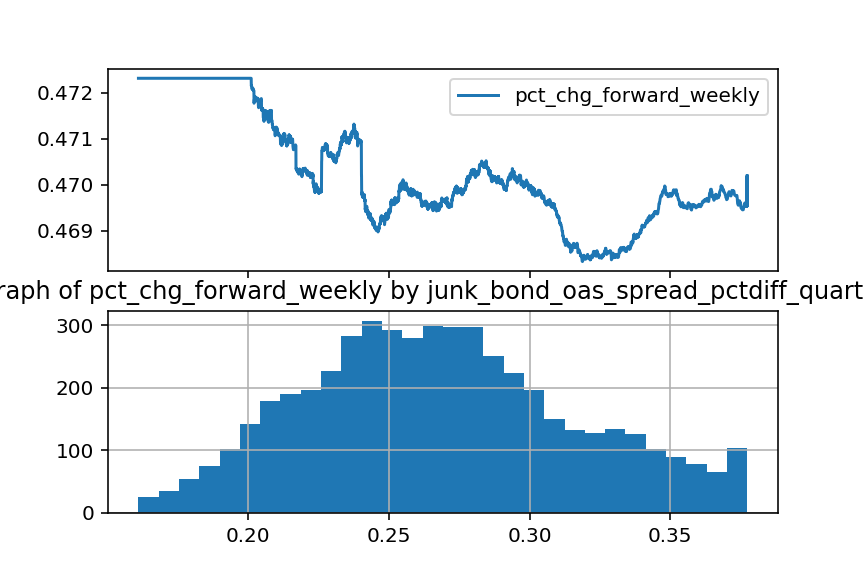 0.472
0.471
0.470
0.469
pct_chg_forward_weekly
raph of pct_chg_forward_weekly by junk_bond_oas_spread_pctdiff_quart
300
200
100
0
0.20 0.25 0.30 0.35